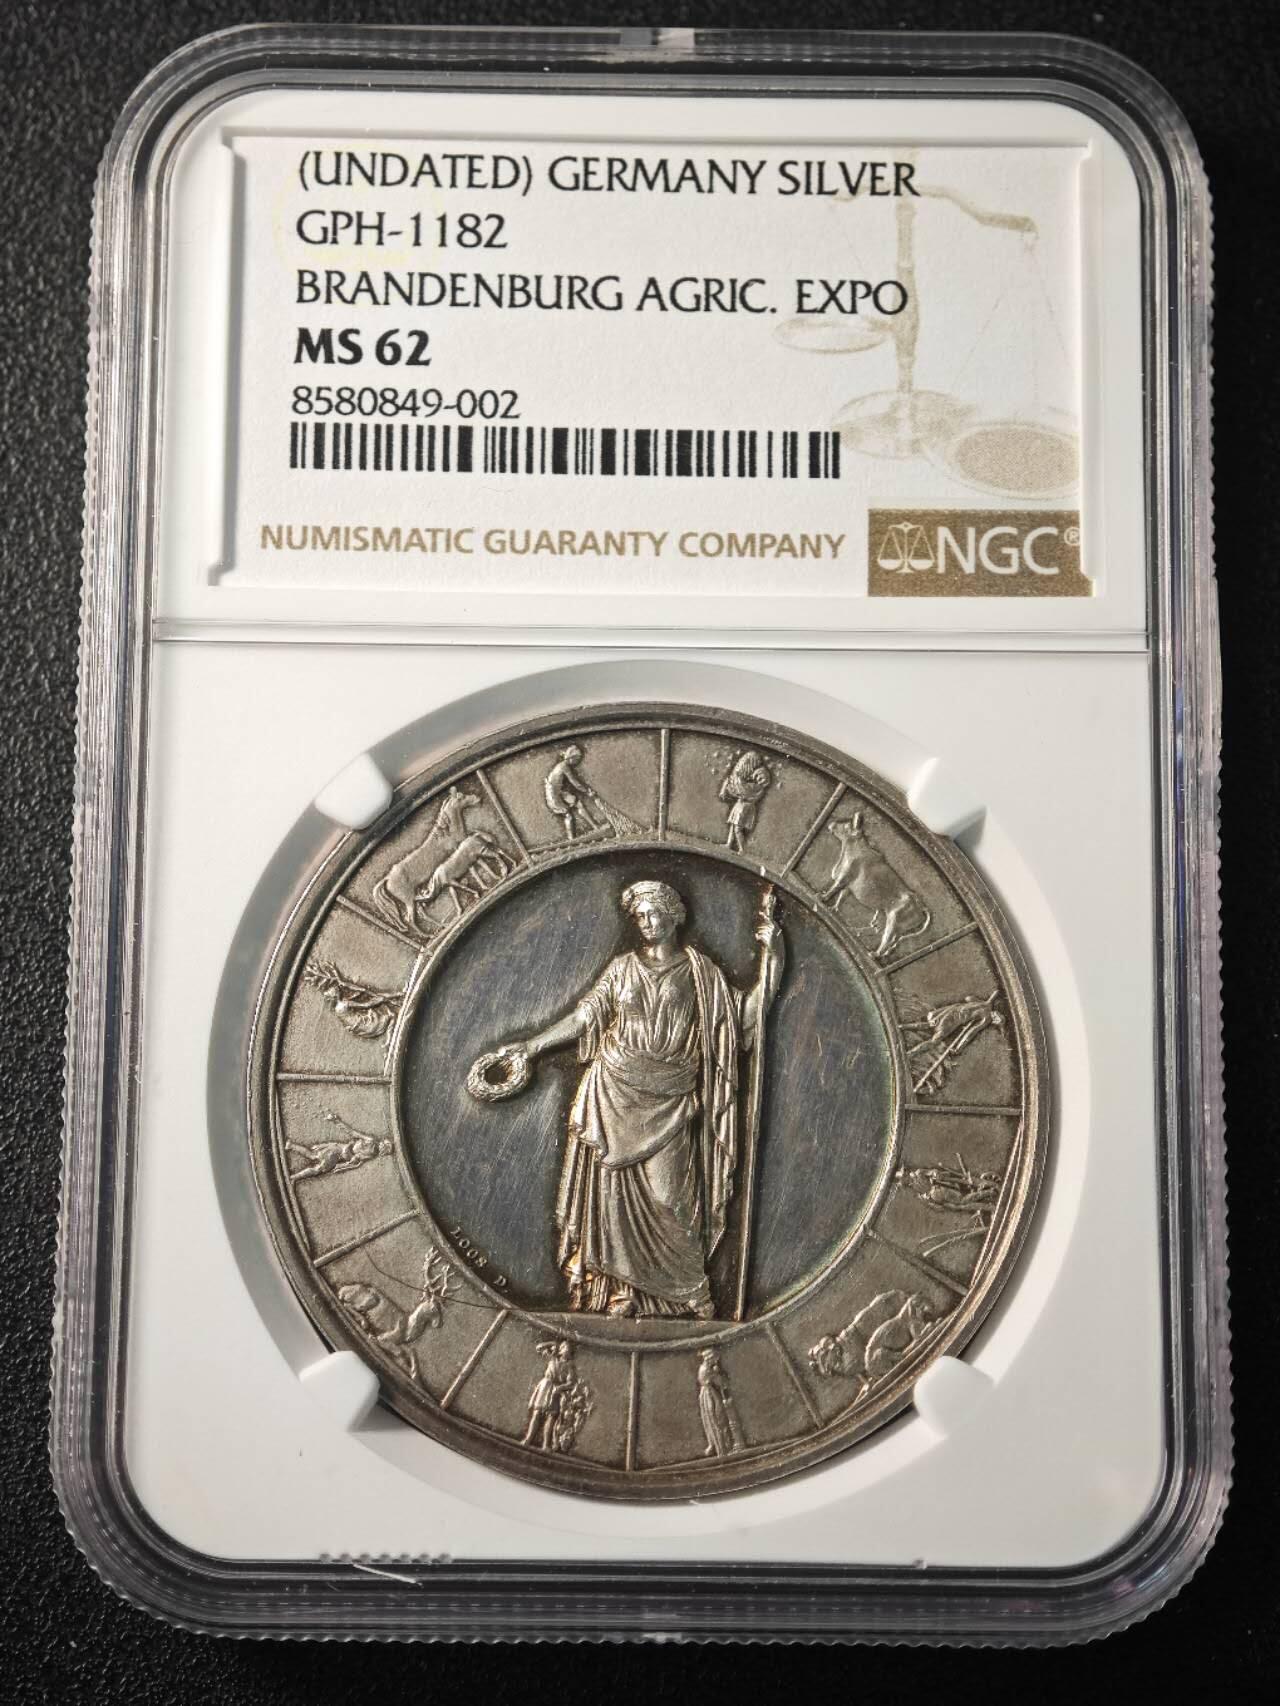 (UNDATED) GERMANY SILVER
GPH-1182
BRANDENBURG AGRIC. EXPO
MS 62
8580849-002
NUMISMATIC GUARANTY COMPANY
NGC®
LOOS D.